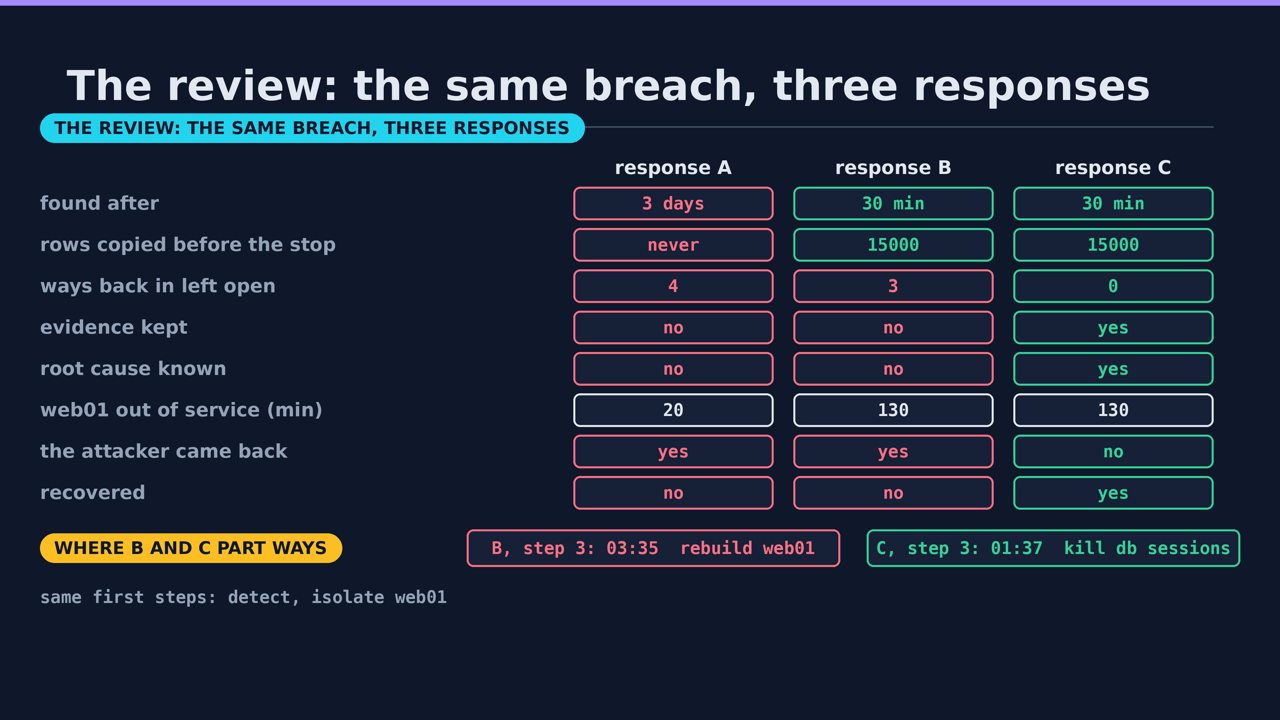 The review: the same breach, three responses
THE REVIEW: THE SAME BREACH, THREE RESPONSES
response A response B response C
found after 3 days 30 min 30 min
rows copied before the stop never 15000 15000
ways back in left open 4 3 0
evidence kept no no yes
root cause known no no yes
web01 out of service (min) 20 130 130
the attacker came back yes yes no
recovered no no yes
WHERE B AND C PART WAYS B, step 3: 03:35 rebuild web01 C, step 3: 01:37 kill db sessions
same first steps: detect, isolate web01